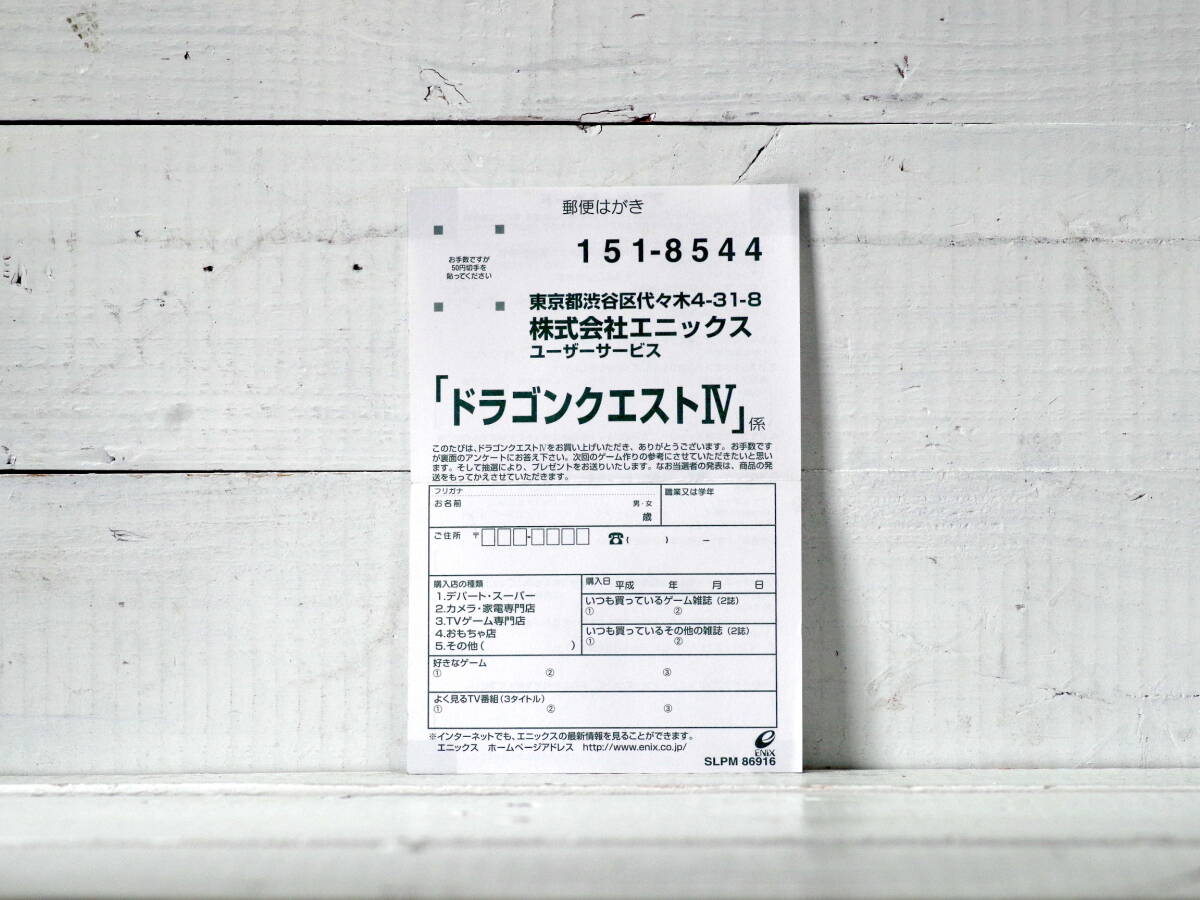 郵便はがき
お手数ですが
50円切手を
貼ってください
151-8544
東京都渋谷区代々木4-31-8
株式会社エニックス
ユーザーサービス
「ドラゴンクエストⅣ」係
このたびは、ドラゴンクエストⅣをお買い上げいただき、ありがとうございます。お手数です
が裏面のアンケートにお答え下さい。次回のゲーム作りの参考にさせていただきたいと思い
ます。そして抽選により、プレゼントをお送りいたします。なお当選者の発表は、商品の発
送をもってかえさせていただきます。
フリガナ
お名前 男・女
歳
職業又は学年
ご住所 〒 - ☎( ) −
購入店の種類
1.デパート・スーパー
2.カメラ・家電専門店
3.TVゲーム専門店
4.おもちゃ店
5.その他( )
購入日 平成 年 月 日
いつも買っているゲーム雑誌(2誌)
① ②
いつも買っているその他の雑誌(2誌)
① ②
好きなゲーム
① ② ③
よく見るTV番組(3タイトル)
① ② ③
※インターネットでも、エニックスの最新情報を見ることができます。
エニックス ホームページアドレス http://www.enix.co.jp/
ENIX
SLPM 86916